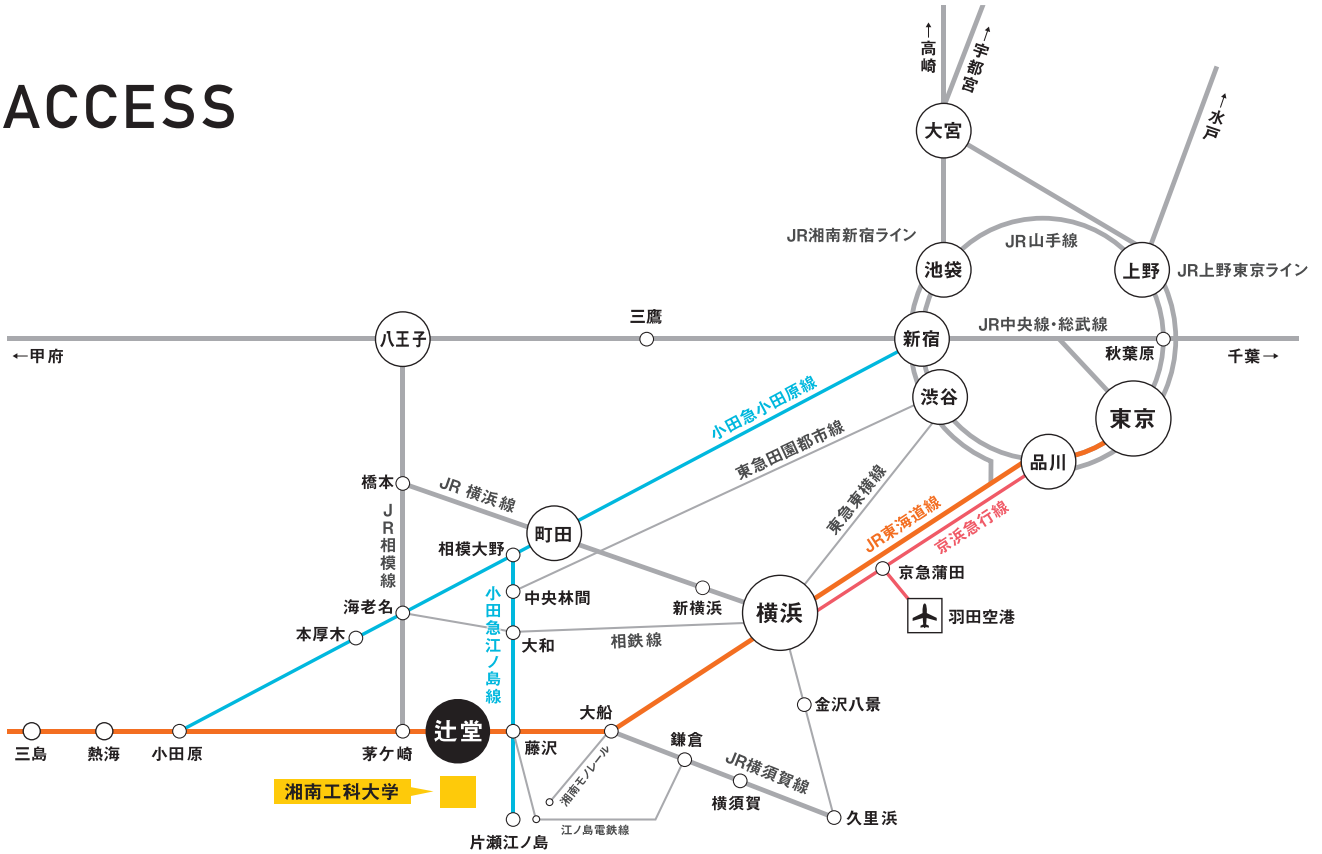 ACCESS
↑高崎
↑宇都宮
↑水戸
大宮
JR湘南新宿ライン
池袋
JR山手線
上野
JR上野東京ライン
八王子
三鷹
新宿
JR中央線・総武線
秋葉原
←甲府
千葉→
小田急小田原線
渋谷
東京
東急田園都市線
品川
橋本
JR横浜線
東急東横線
JR東海道線
京浜急行線
JR相模線
町田
相模大野
京急蒲田
小田急江ノ島線
中央林間
新横浜
横浜
羽田空港
海老名
本厚木
大和
相鉄線
金沢八景
大船
辻堂
三島
熱海
小田原
茅ケ崎
藤沢
鎌倉
湘南モノレール
JR横須賀線
湘南工科大学
横須賀
久里浜
江ノ島電鉄線
片瀬江ノ島